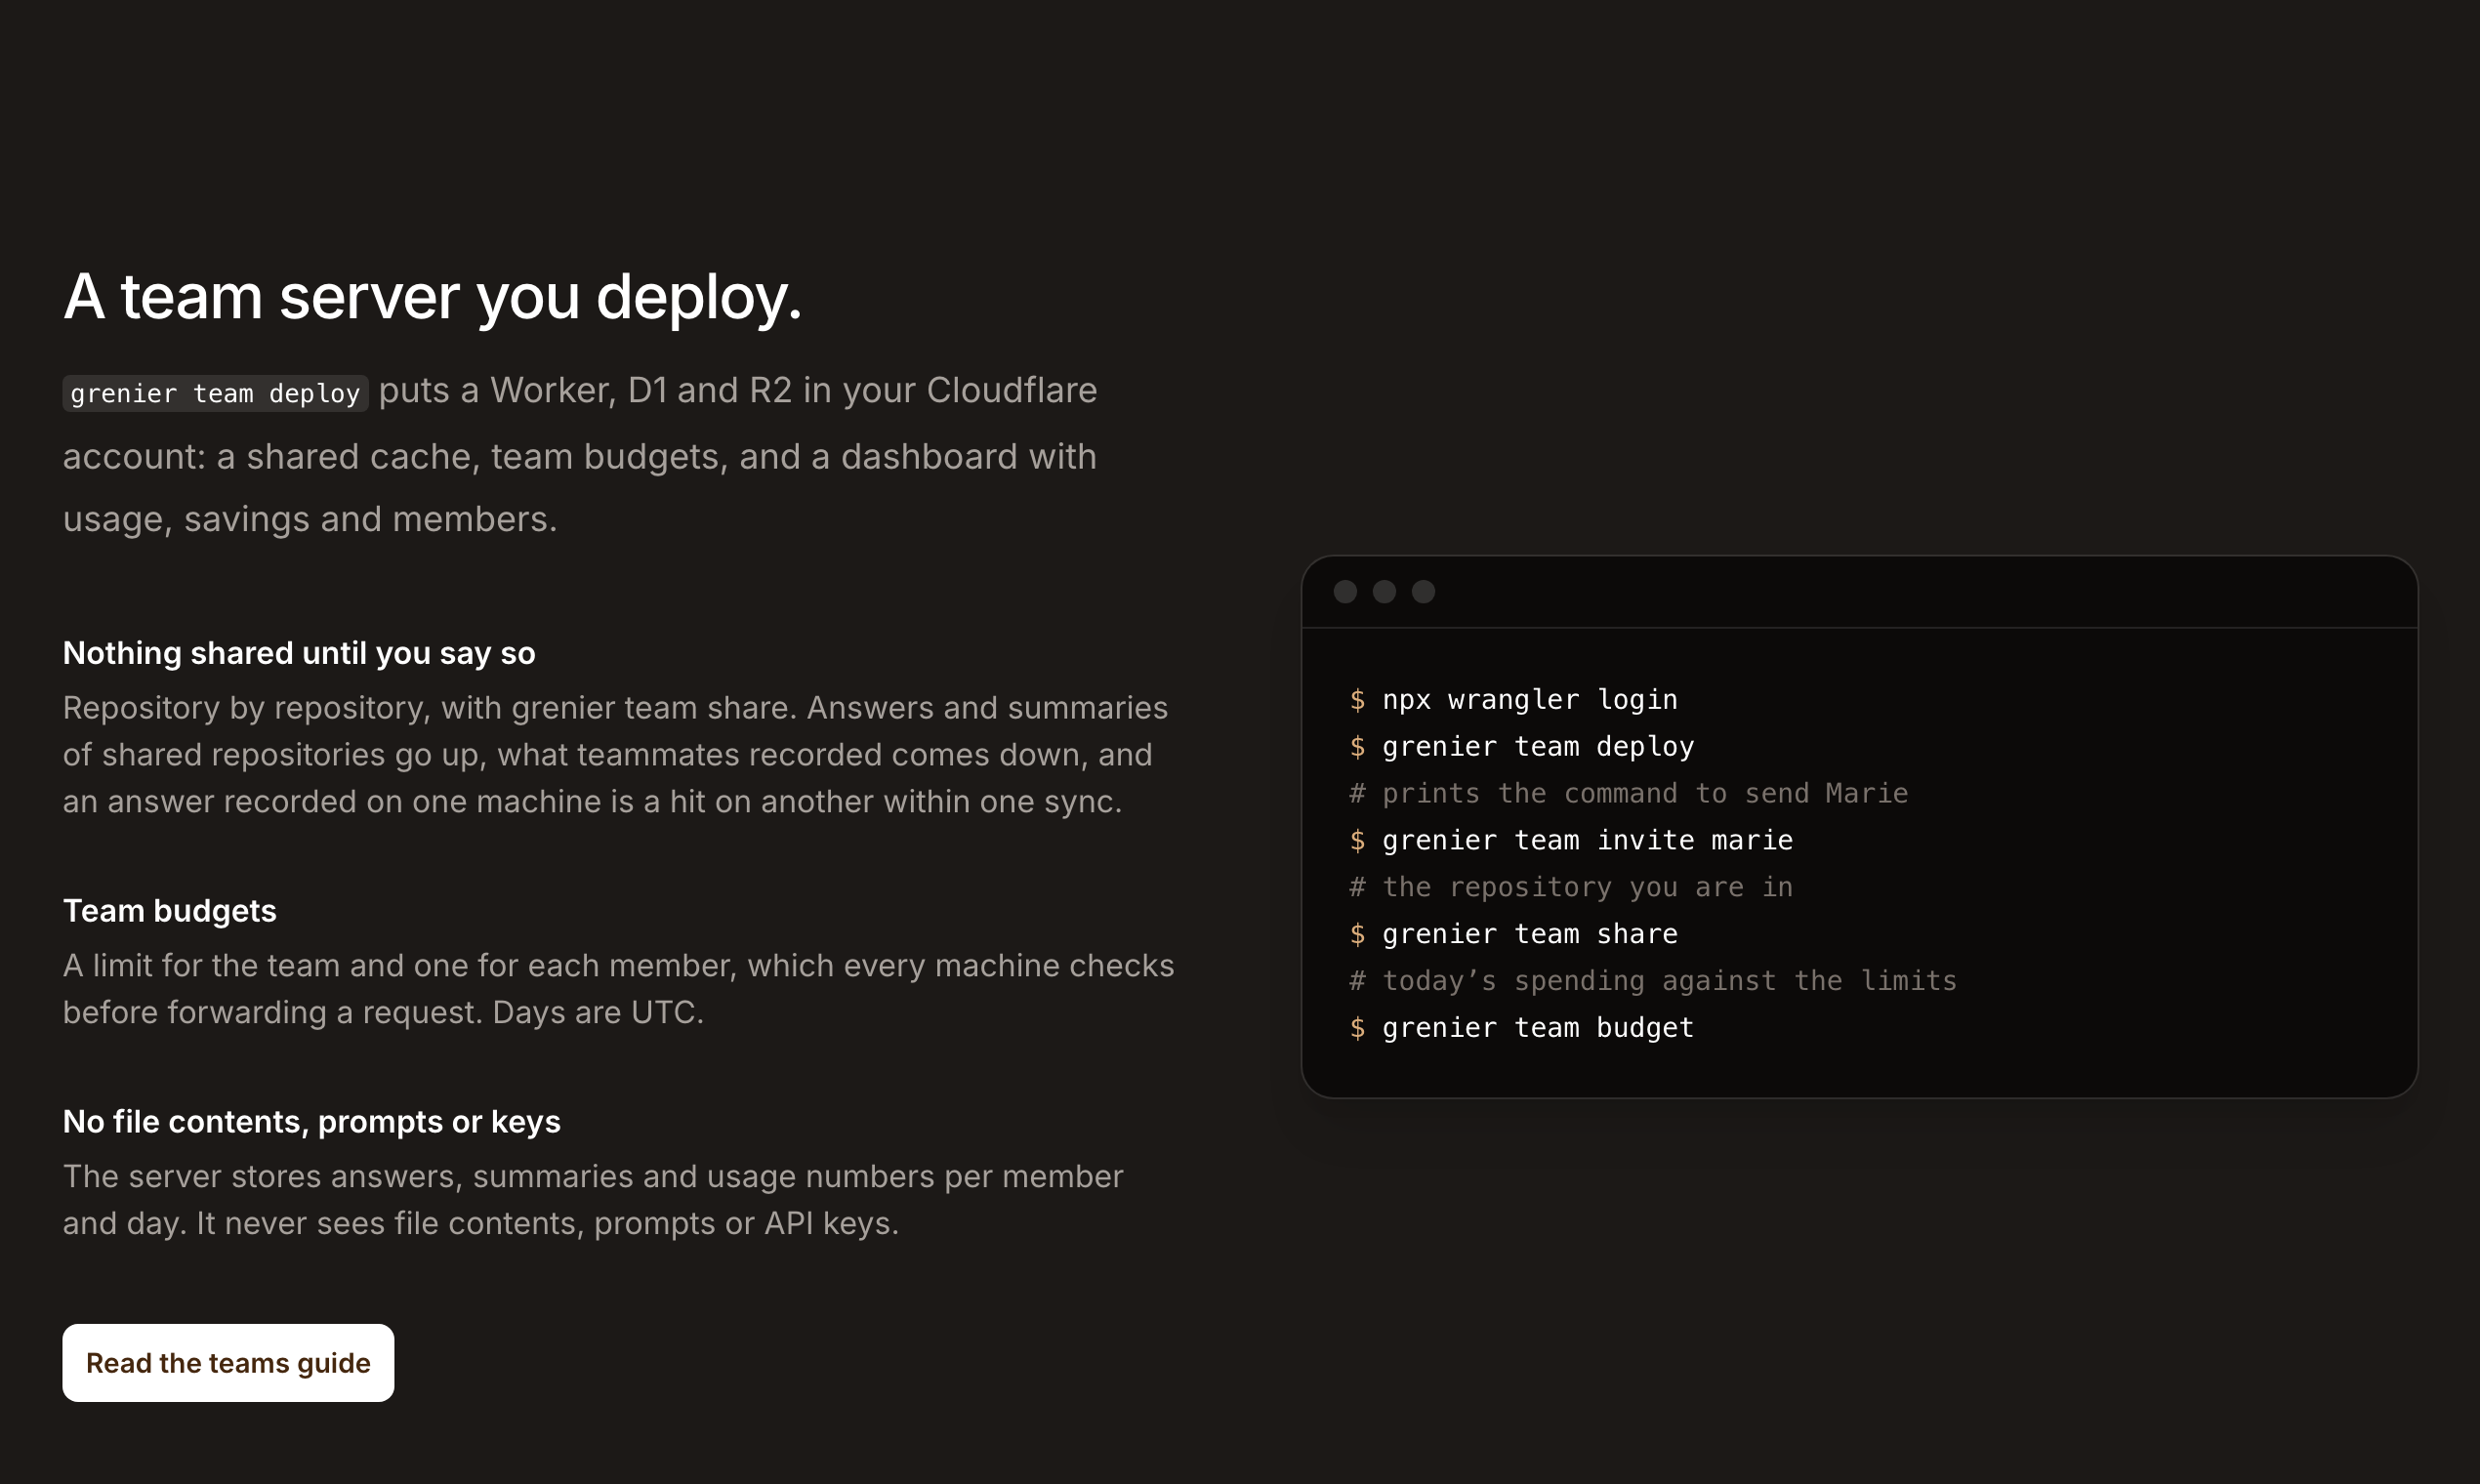 A team server you deploy.
grenier team deploy puts a Worker, D1 and R2 in your Cloudflare
account: a shared cache, team budgets, and a dashboard with
usage, savings and members.
Nothing shared until you say so
Repository by repository, with grenier team share. Answers and summaries
of shared repositories go up, what teammates recorded comes down, and
an answer recorded on one machine is a hit on another within one sync.
Team budgets
A limit for the team and one for each member, which every machine checks
before forwarding a request. Days are UTC.
No file contents, prompts or keys
The server stores answers, summaries and usage numbers per member
and day. It never sees file contents, prompts or API keys.
Read the teams guide
$ npx wrangler login
$ grenier team deploy
# prints the command to send Marie
$ grenier team invite marie
# the repository you are in
$ grenier team share
# today’s spending against the limits
$ grenier team budget